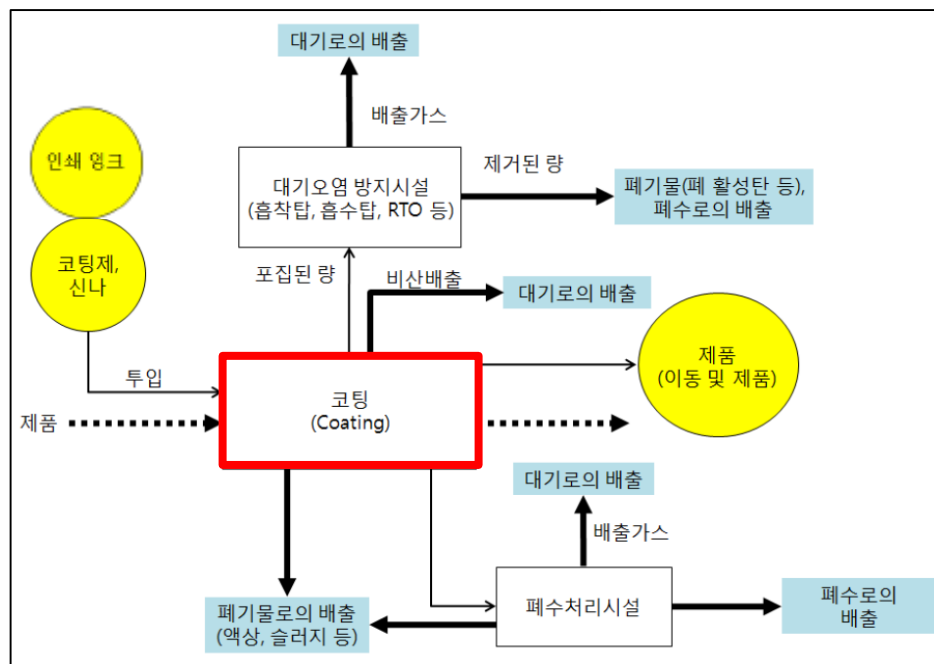 대기로의 배출
배출가스
인쇄 잉크
대기오염 방지시설
(흡착탑, 흡수탑, RTO 등)
제거된 량
폐기물(폐 활성탄 등),
폐수로의 배출
코팅제,
신나
포집된 량
비산배출
대기로의 배출
투입
제품
코팅
(Coating)
제품
(이동 및 제품)
대기로의 배출
배출가스
폐기물로의 배출
(액상, 슬러지 등)
폐수처리시설
폐수로의
배출